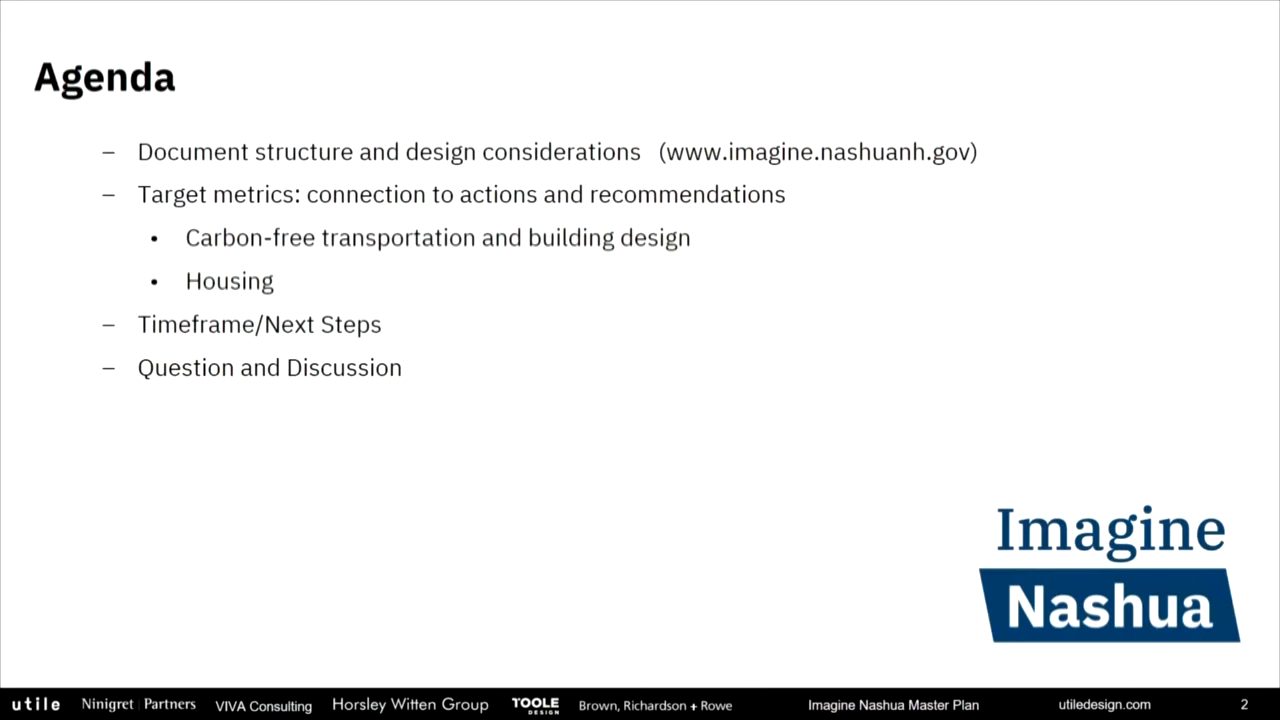 Agenda
– Document structure and design considerations (www.imagine.nashuanh.gov)
– Target metrics: connection to actions and recommendations
• Carbon-free transportation and building design
• Housing
– Timeframe/Next Steps
– Question and Discussion
Imagine
Nashua
utile Ninigret Partners VIVA Consulting Horsley Witten Group TOOLE DESIGN Brown, Richardson + Rowe Imagine Nashua Master Plan utiledesign.com 2